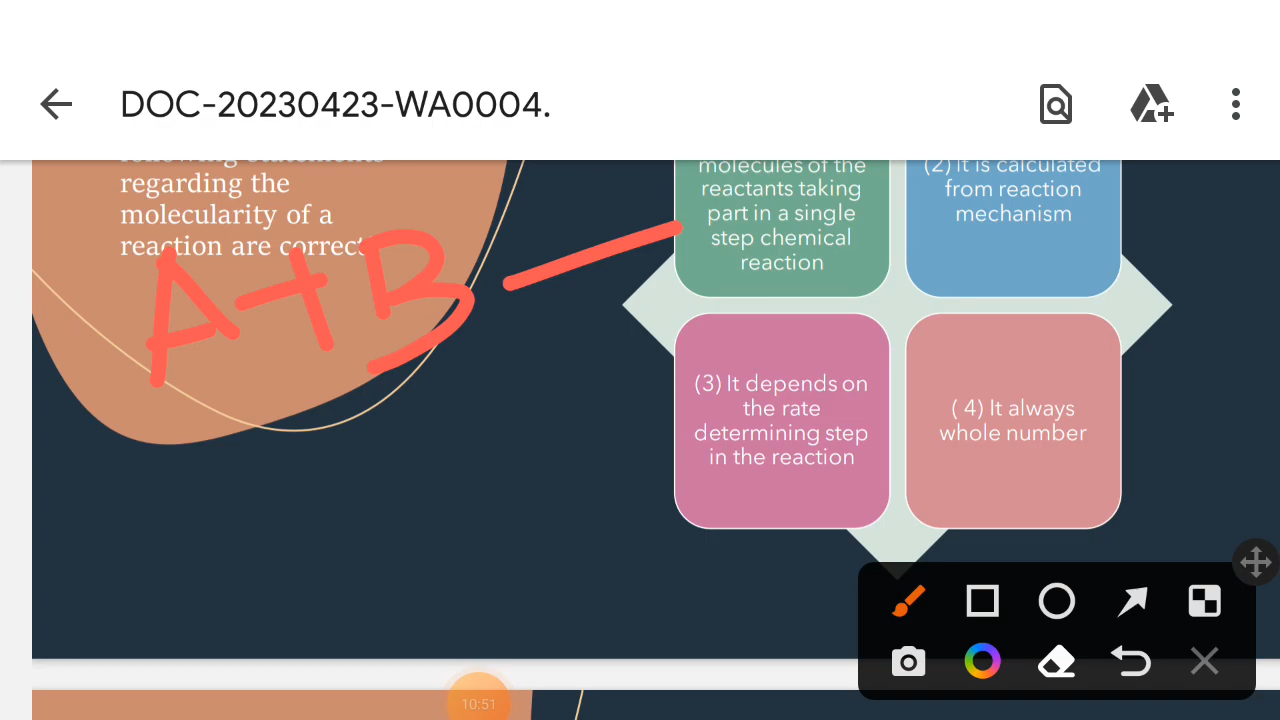 DOC-20230423-WA0004.
following statements
regarding the
molecularity of a
reaction are correct
A+B
molecules of the
reactants taking
part in a single
step chemical
reaction
(2) It is calculated
from reaction
mechanism
(3) It depends on
the rate
determining step
in the reaction
( 4) It always
whole number
10:51